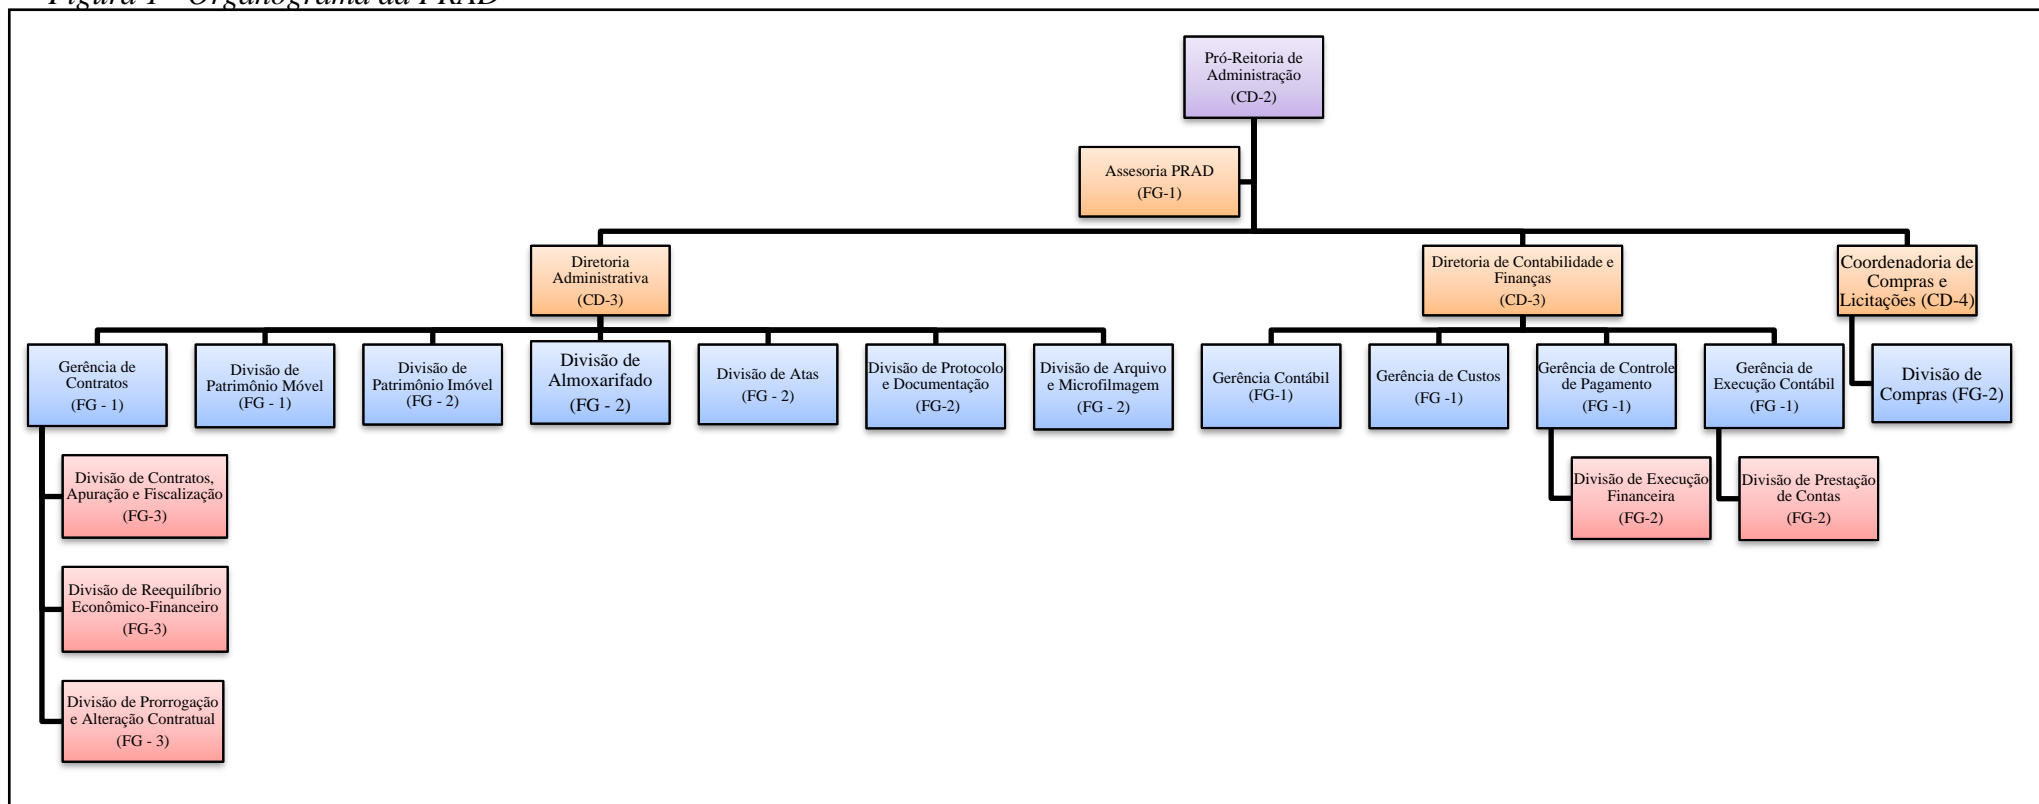 Figura 1 - Organograma da PRAD
Pró-Reitoria de
Administração
(CD-2)
Assesoria PRAD
(FG-1)
Diretoria
Administrativa
(CD-3)
Diretoria de Contabilidade e
Finanças
(CD-3)
Coordenadoria de
Compras e
Licitações (CD-4)
Gerência de
Contratos
(FG - 1)
Divisão de
Patrimônio Móvel
(FG - 1)
Divisão de
Patrimônio Imóvel
(FG - 2)
Divisão de
Almoxarifado
(FG - 2)
Divisão de Atas
(FG - 2)
Divisão de Protocolo
e Documentação
(FG-2)
Divisão de Arquivo
e Microfilmagem
(FG - 2)
Gerência Contábil
(FG-1)
Gerência de Custos
(FG -1)
Gerência de Controle
de Pagamento
(FG -1)
Gerência de
Execução Contábil
(FG -1)
Divisão de
Compras (FG-2)
Divisão de Contratos,
Apuração e Fiscalização
(FG-3)
Divisão de Execução
Financeira
(FG-2)
Divisão de Prestação
de Contas
(FG-2)
Divisão de Reequilíbrio
Econômico-Financeiro
(FG-3)
Divisão de Prorrogação
e Alteração Contratual
(FG - 3)